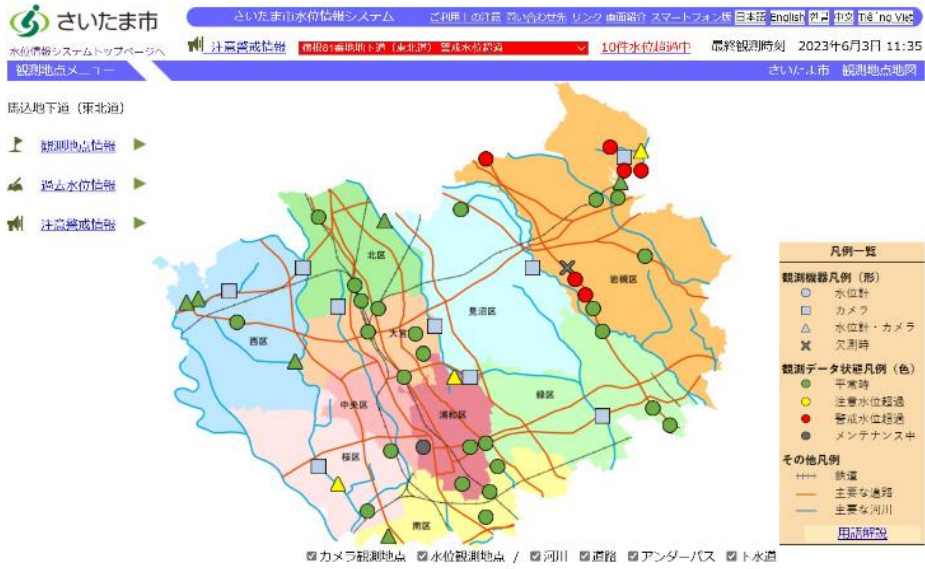 さいたま市
さいたま市水位情報システム
ご利用上の注意 問い合わせ先 リンク 画面紹介 スマートフォン版 日本語 English 한글 中文 Tiếng Việt
水位情報システムトップページへ
注意警戒情報
警戒水位超過
10件水位超過中
最終観測時刻 2023年6月3日 11:35
観測地点メニュー
さいたま市 観測地点地図
馬込地下道（東北道）
観測地点情報
過去水位情報
注意警戒情報
北区
岩槻区
見沼区
西区
大宮
緑区
中央区
浦和区
桜区
南区
凡例一覧
観測機器凡例（形）
水位計
カメラ
水位計・カメラ
欠測時
観測データ状態凡例（色）
平常時
注意水位超過
警戒水位超過
メンテナンス中
その他凡例
鉄道
主要な道路
主要な河川
用語解説
カメラ観測地点 水位観測地点 / 河川 道路 アンダーパス 下水道